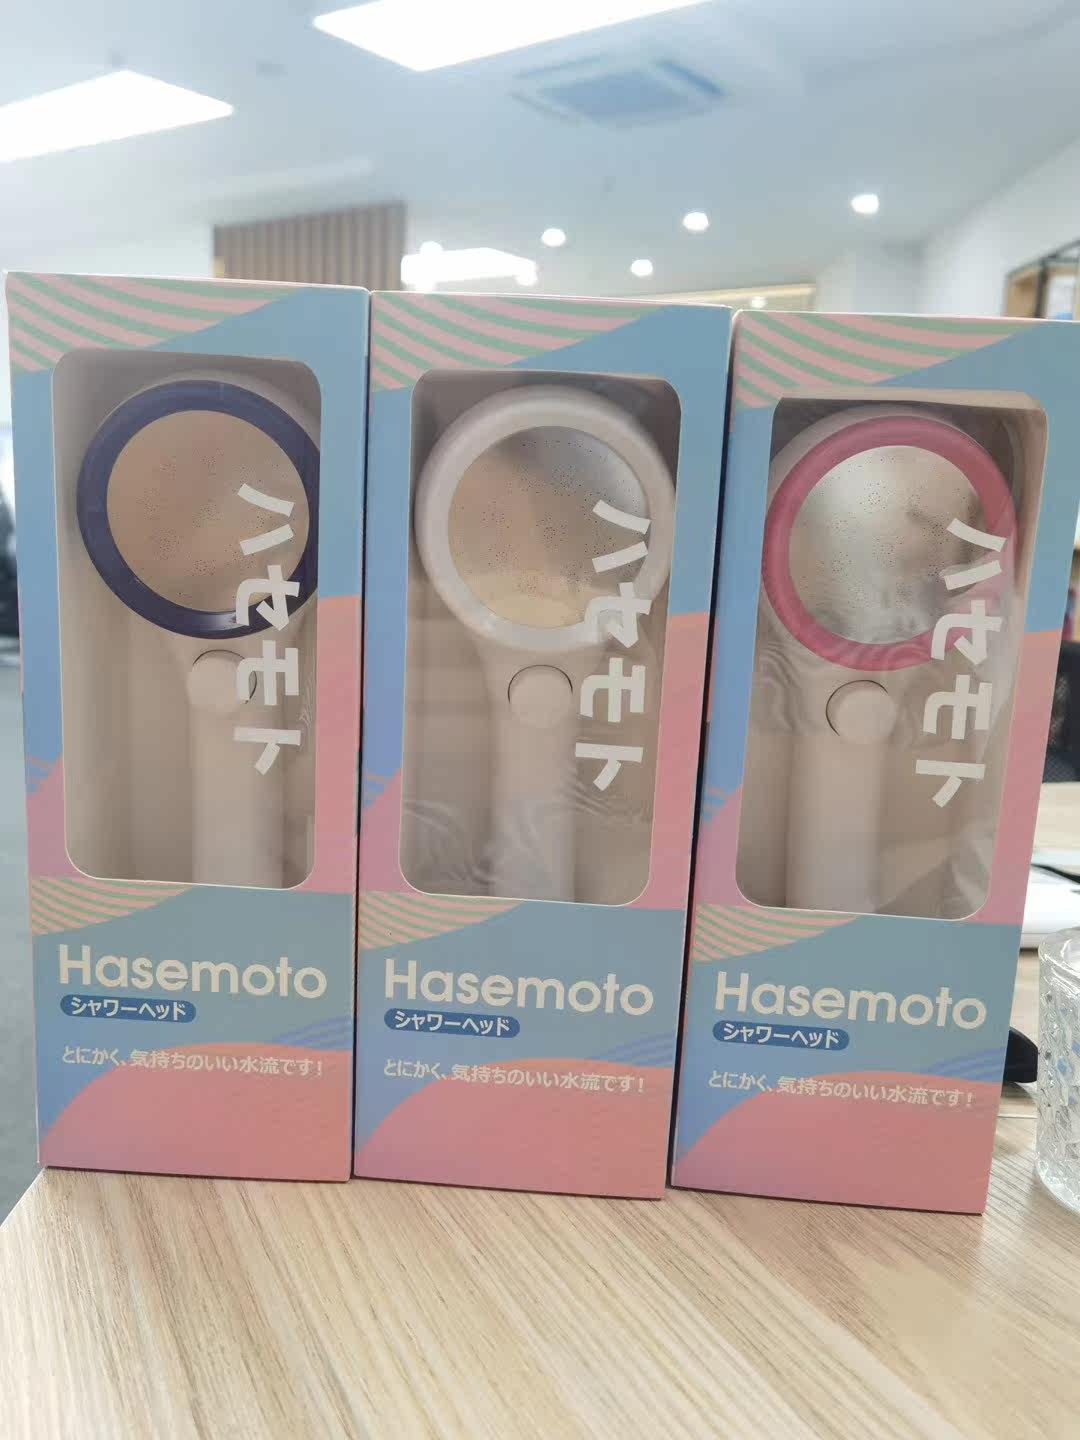 ハセモト
Hasemoto
シャワーヘッド
とにかく、気持ちのいい水流です!
ハセモト
Hasemoto
シャワーヘッド
とにかく、気持ちのいい水流です!
ハセモト
Hasemoto
シャワーヘッド
とにかく、気持ちのいい水流です!